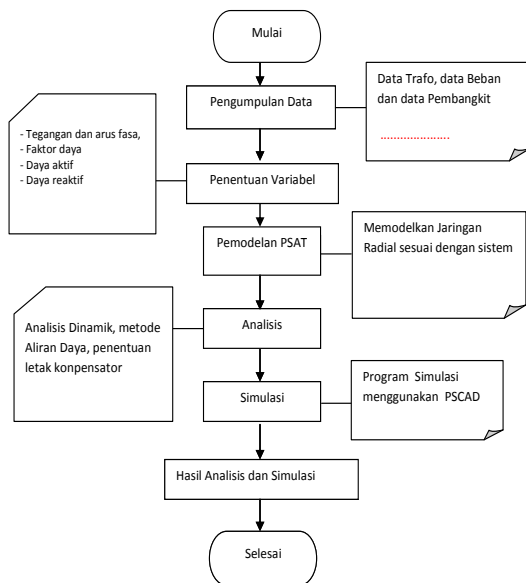 Mulai
Pengumpulan Data
Data Trafo, data Beban
dan data Pembangkit
....................
- Tegangan dan arus fasa,
- Faktor daya
- Daya aktif
- Daya reaktif
Penentuan Variabel
Pemodelan PSAT
Memodelkan Jaringan
Radial sesuai dengan sistem
Analisis Dinamik, metode
Aliran Daya, penentuan
letak konpensator
Analisis
Simulasi
Program Simulasi
menggunakan PSCAD
Hasil Analisis dan Simulasi
Selesai